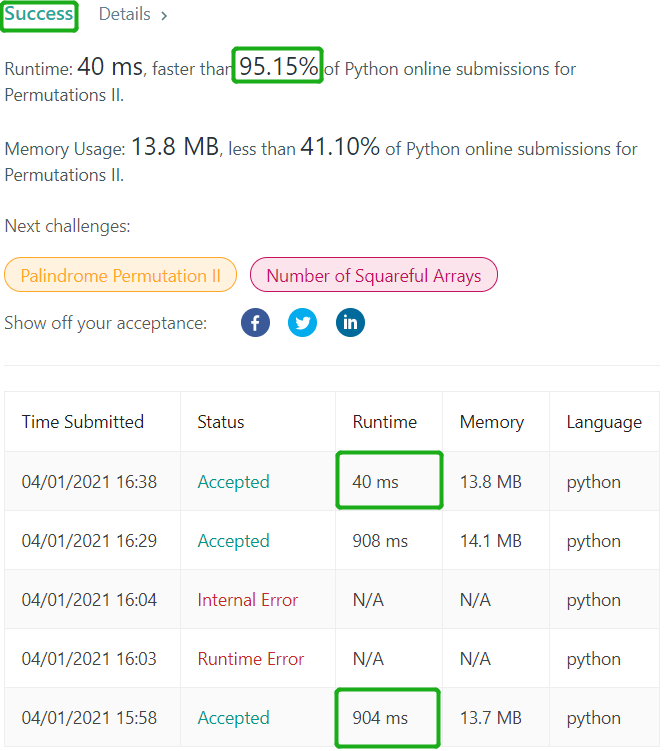 Success Details >
Runtime: 40 ms, faster than 95.15% of Python online submissions for
Permutations II.
Memory Usage: 13.8 MB, less than 41.10% of Python online submissions for
Permutations II.
Next challenges:
Palindrome Permutation II Number of Squareful Arrays
Show off your acceptance: f in
Time Submitted Status Runtime Memory Language
04/01/2021 16:38 Accepted 40 ms 13.8 MB python
04/01/2021 16:29 Accepted 908 ms 14.1 MB python
04/01/2021 16:04 Internal Error N/A N/A python
04/01/2021 16:03 Runtime Error N/A N/A python
04/01/2021 15:58 Accepted 904 ms 13.7 MB python